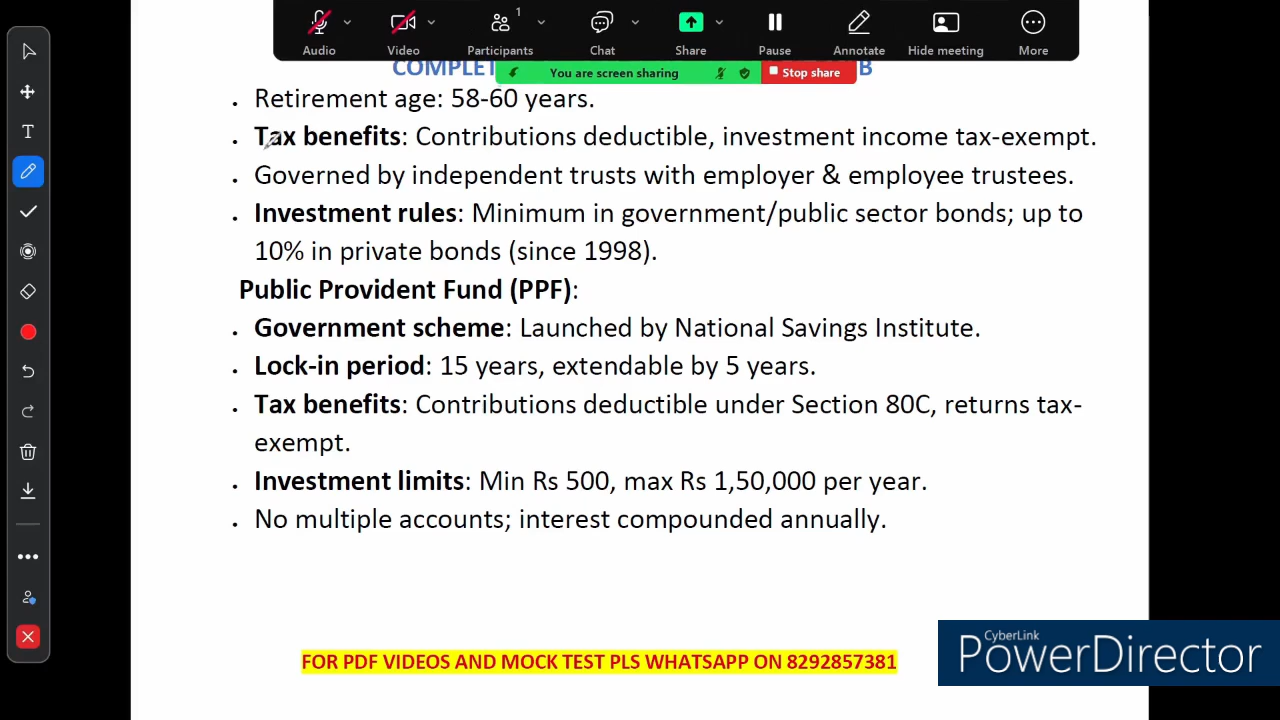 1
Audio
Video
Participants
Chat
Share
Pause
Annotate
Hide meeting
More
COMPLET
B
You are screen sharing
Stop share
Retirement age: 58-60 years.
Tax benefits: Contributions deductible, investment income tax-exempt.
Governed by independent trusts with employer & employee trustees.
Investment rules: Minimum in government/public sector bonds; up to
10% in private bonds (since 1998).
Public Provident Fund (PPF):
Government scheme: Launched by National Savings Institute.
Lock-in period: 15 years, extendable by 5 years.
Tax benefits: Contributions deductible under Section 80C, returns tax-
exempt.
Investment limits: Min Rs 500, max Rs 1,50,000 per year.
No multiple accounts; interest compounded annually.
FOR PDF VIDEOS AND MOCK TEST PLS WHATSAPP ON 8292857381
CyberLink
PowerDirector